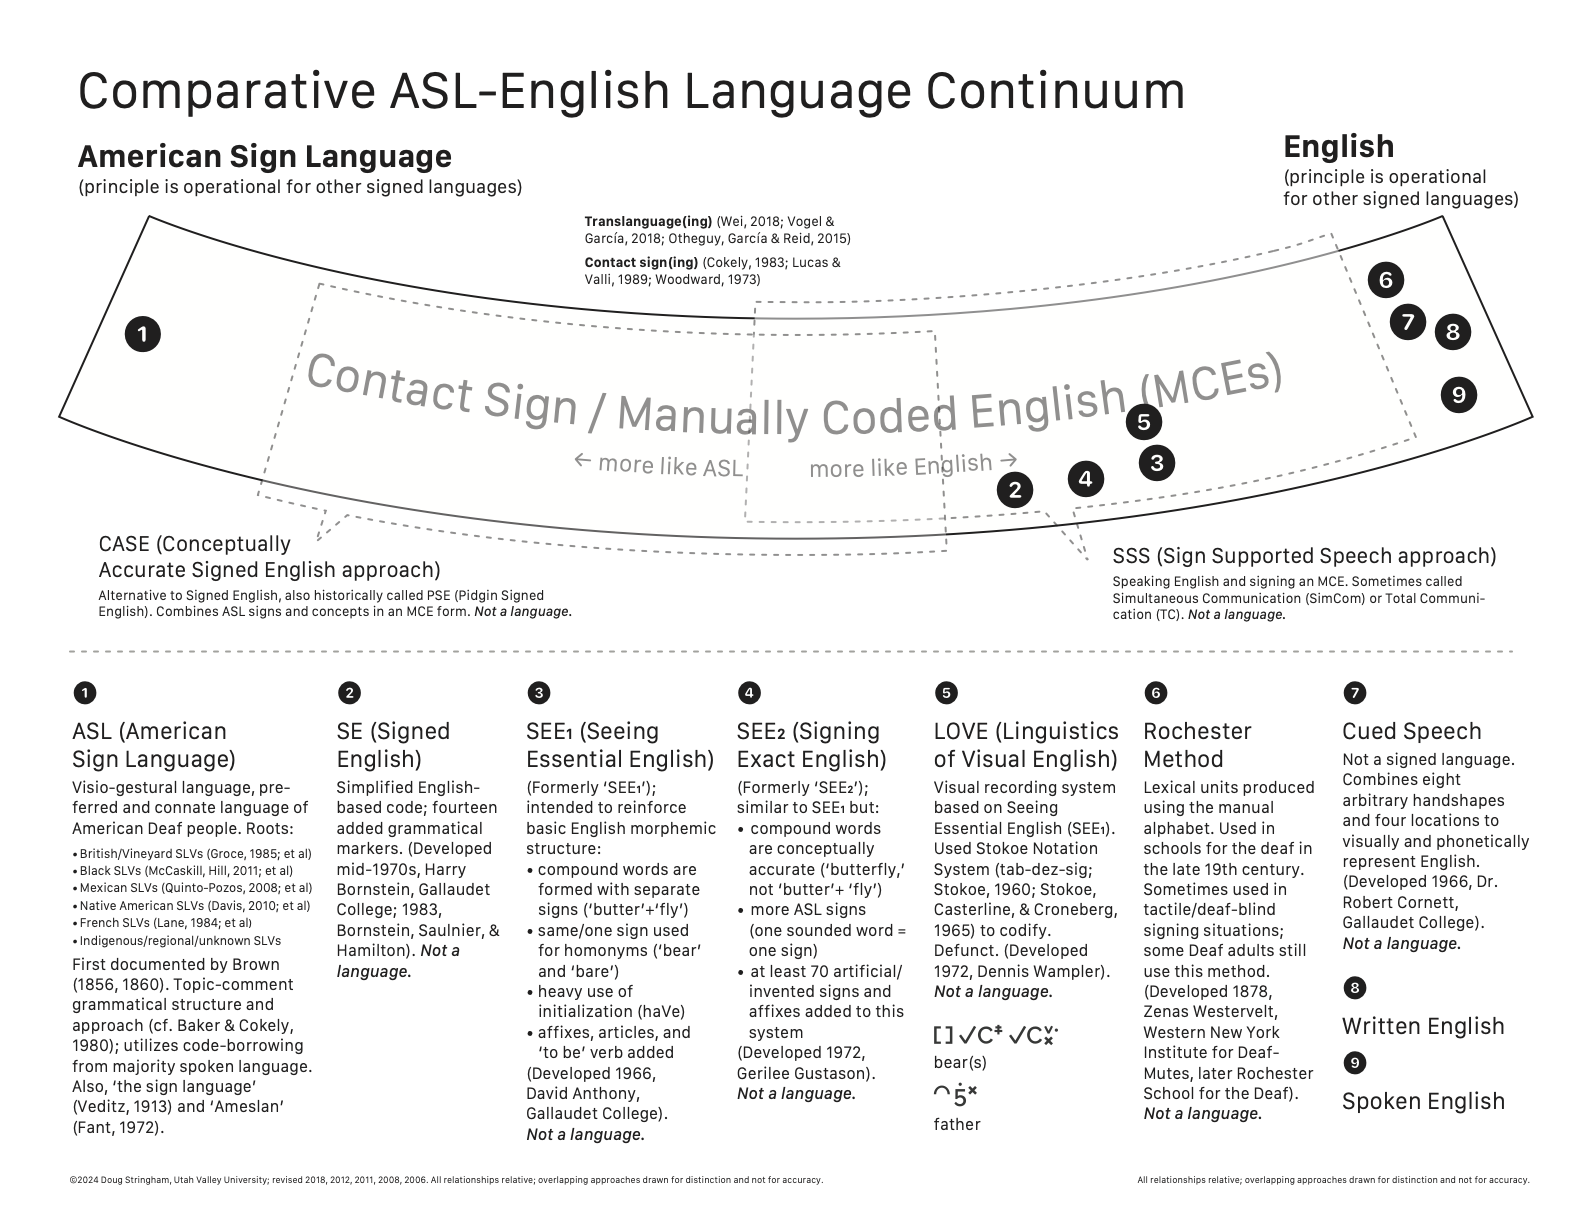 Comparative ASL-English Language Continuum
American Sign Language
(principle is operational for other signed languages)
English
(principle is operational
for other signed languages)
Translanguage(ing) (Wei, 2018; Vogel &
García, 2018; Otheguy, García & Reid, 2015)
Contact sign(ing) (Cokely, 1983; Lucas &
Valli, 1989; Woodward, 1973)
1
6
7
8
9
Contact Sign / Manually Coded English (MCEs)
5
← more like ASL
more like English →
3
4
2
CASE (Conceptually
Accurate Signed English approach)
Alternative to Signed English, also historically called PSE (Pidgin Signed
English). Combines ASL signs and concepts in an MCE form. Not a language.
SSS (Sign Supported Speech approach)
Speaking English and signing an MCE. Sometimes called
Simultaneous Communication (SimCom) or Total Communi-
cation (TC). Not a language.
1
ASL (American
Sign Language)
Visio-gestural language, pre-
ferred and connate language of
American Deaf people. Roots:
• British/Vineyard SLVs (Groce, 1985; et al)
• Black SLVs (McCaskill, Hill, 2011; et al)
• Mexican SLVs (Quinto-Pozos, 2008; et al)
• Native American SLVs (Davis, 2010; et al)
• French SLVs (Lane, 1984; et al)
• Indigenous/regional/unknown SLVs
First documented by Brown
(1856, 1860). Topic-comment
grammatical structure and
approach (cf. Baker & Cokely,
1980); utilizes code-borrowing
from majority spoken language.
Also, ‘the sign language’
(Veditz, 1913) and ‘Ameslan’
(Fant, 1972).
2
SE (Signed
English)
Simplified English-
based code; fourteen
added grammatical
markers. (Developed
mid-1970s, Harry
Bornstein, Gallaudet
College; 1983,
Bornstein, Saulnier, &
Hamilton). Not a
language.
3
SEE₁ (Seeing
Essential English)
(Formerly ‘SEE₁’);
intended to reinforce
basic English morphemic
structure:
• compound words are
formed with separate
signs (‘butter’+‘fly’)
• same/one sign used
for homonyms (‘bear’
and ‘bare’)
• heavy use of
initialization (haVe)
• affixes, articles, and
‘to be’ verb added
(Developed 1966,
David Anthony,
Gallaudet College).
Not a language.
4
SEE₂ (Signing
Exact English)
(Formerly ‘SEE₂’);
similar to SEE₁ but:
• compound words
are conceptually
accurate (‘butterfly,’
not ‘butter’+ ‘fly’)
• more ASL signs
(one sounded word =
one sign)
• at least 70 artificial/
invented signs and
affixes added to this
system
(Developed 1972,
Gerilee Gustason).
Not a language.
5
LOVE (Linguistics
of Visual English)
Visual recording system
based on Seeing
Essential English (SEE₁).
Used Stokoe Notation
System (tab-dez-sig;
Stokoe, 1960; Stokoe,
Casterline, & Croneberg,
1965) to codify.
Defunct. (Developed
1972, Dennis Wampler).
Not a language.
bear(s)
father
6
Rochester
Method
Lexical units produced
using the manual
alphabet. Used in
schools for the deaf in
the late 19th century.
Sometimes used in
tactile/deaf-blind
signing situations;
some Deaf adults still
use this method.
(Developed 1878,
Zenas Westervelt,
Western New York
Institute for Deaf-
Mutes, later Rochester
School for the Deaf).
Not a language.
7
Cued Speech
Not a signed language.
Combines eight
arbitrary handshapes
and four locations to
visually and phonetically
represent English.
(Developed 1966, Dr.
Robert Cornett,
Gallaudet College).
Not a language.
8
Written English
9
Spoken English
©2024 Doug Stringham, Utah Valley University; revised 2018, 2012, 2011, 2008, 2006. All relationships relative; overlapping approaches drawn for distinction and not for accuracy.
All relationships relative; overlapping approaches drawn for distinction and not for accuracy.